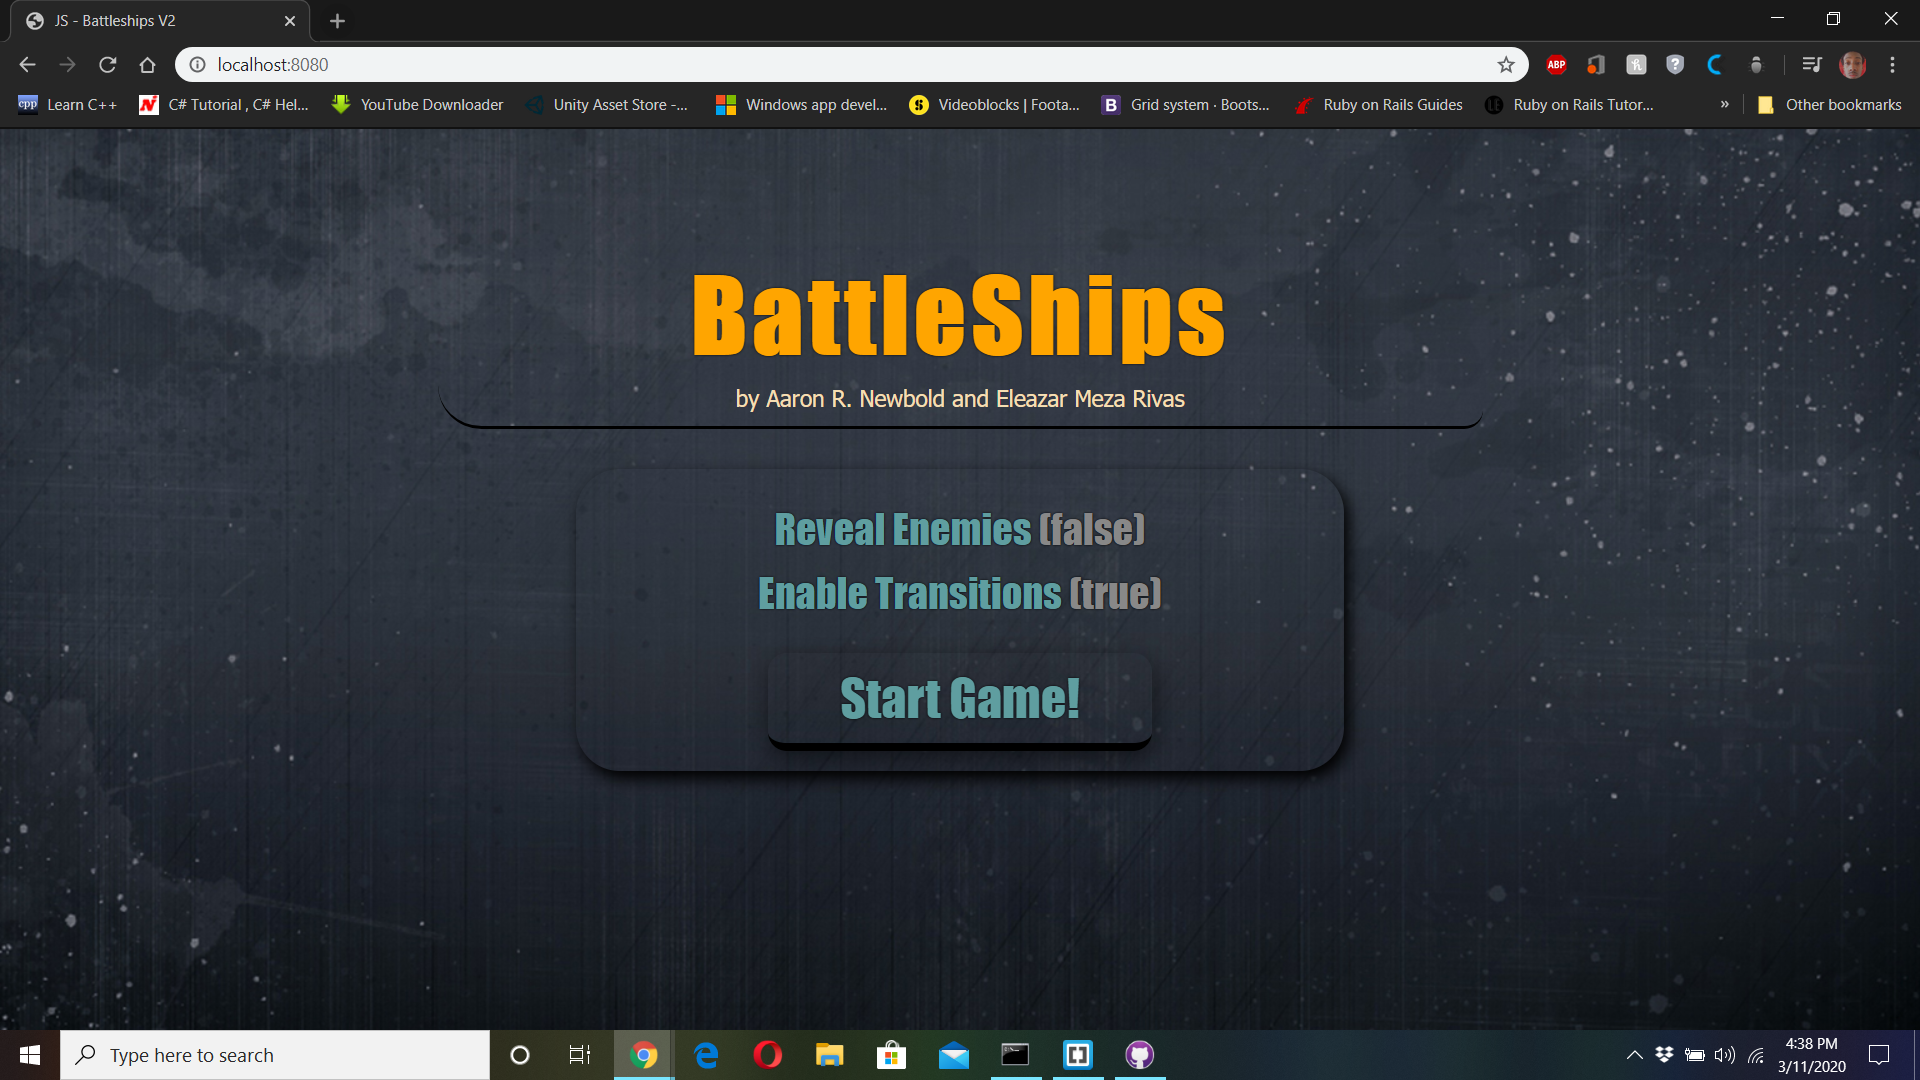 JS - Battleships V2
localhost:8080
ABP
cpp Learn C++ C# Tutorial , C# Hel... YouTube Downloader Unity Asset Store -... Windows app devel... Videoblocks | Foota... B Grid system · Boots... Ruby on Rails Guides Ruby on Rails Tutor... » Other bookmarks
BattleShips
by Aaron R. Newbold and Eleazar Meza Rivas
Reveal Enemies (false)
Enable Transitions (true)
Start Game!
Type here to search
4:38 PM
3/11/2020